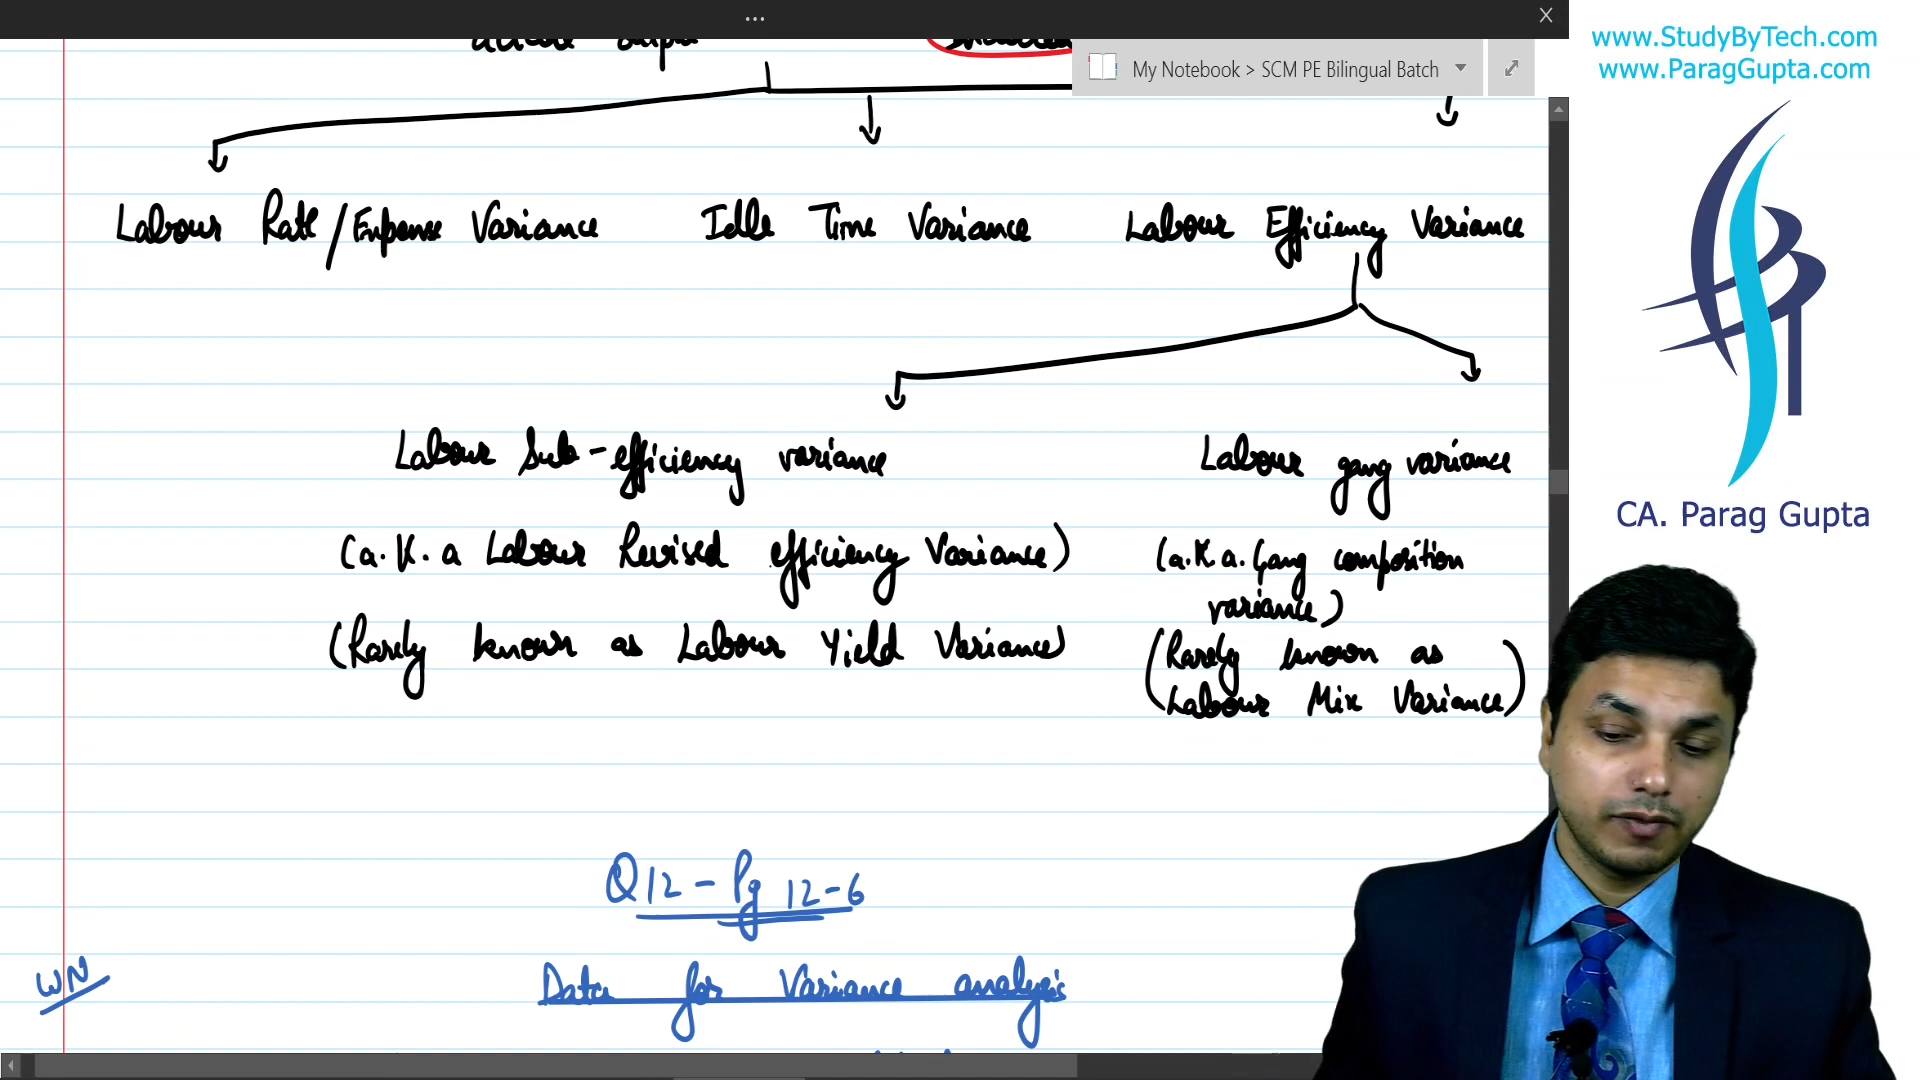 ...
www.StudyByTech.com
www.ParagGupta.com
My Notebook > SCM PE Bilingual Batch
Labour Rate/Expense Variance Idle Time Variance Labour Efficiency Variance
Labour Sub-efficiency variance
(a.k.a Labour Revised efficiency Variance)
(Rarely known as Labour Yield Variance)
Labour gang variance
(a.k.a. Gang composition
variance)
(Rarely known as
Labour Mix Variance)
CA. Parag Gupta
Q12 - Pg 12-6
WN
Data for Variance analysis